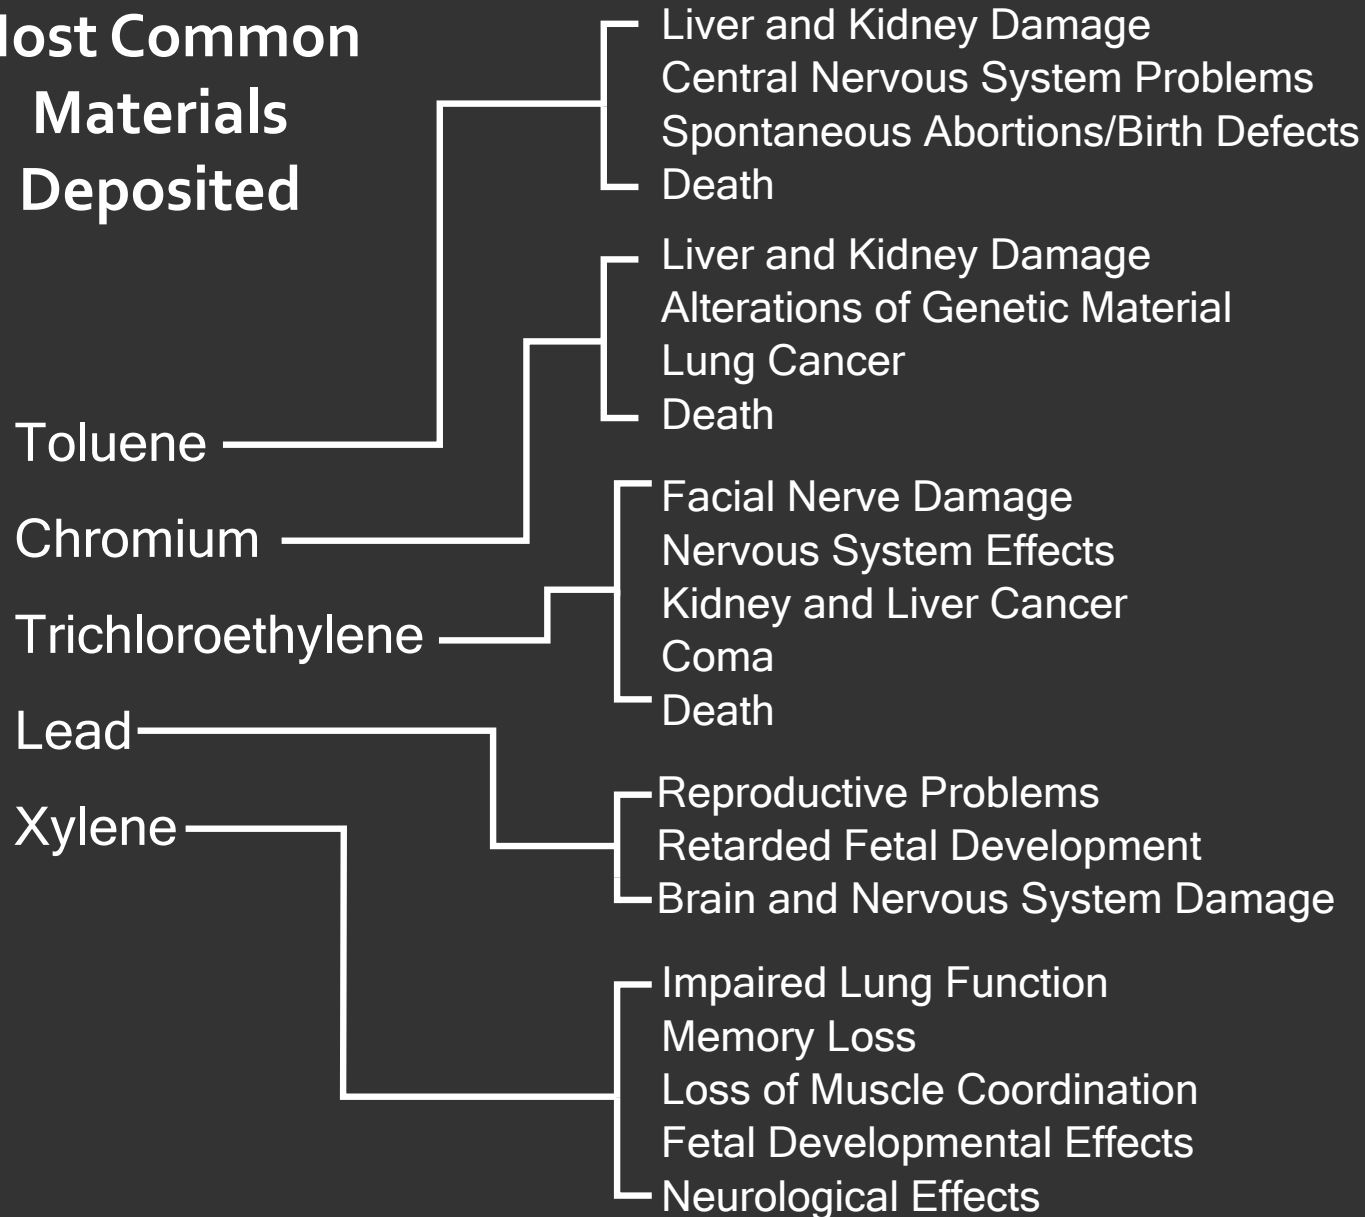 Most Common
Materials
Deposited
Toluene
Chromium
Trichloroethylene
Lead
Xylene
Liver and Kidney Damage
Central Nervous System Problems
Spontaneous Abortions/Birth Defects
Death
Liver and Kidney Damage
Alterations of Genetic Material
Lung Cancer
Death
Facial Nerve Damage
Nervous System Effects
Kidney and Liver Cancer
Coma
Death
Reproductive Problems
Retarded Fetal Development
Brain and Nervous System Damage
Impaired Lung Function
Memory Loss
Loss of Muscle Coordination
Fetal Developmental Effects
Neurological Effects